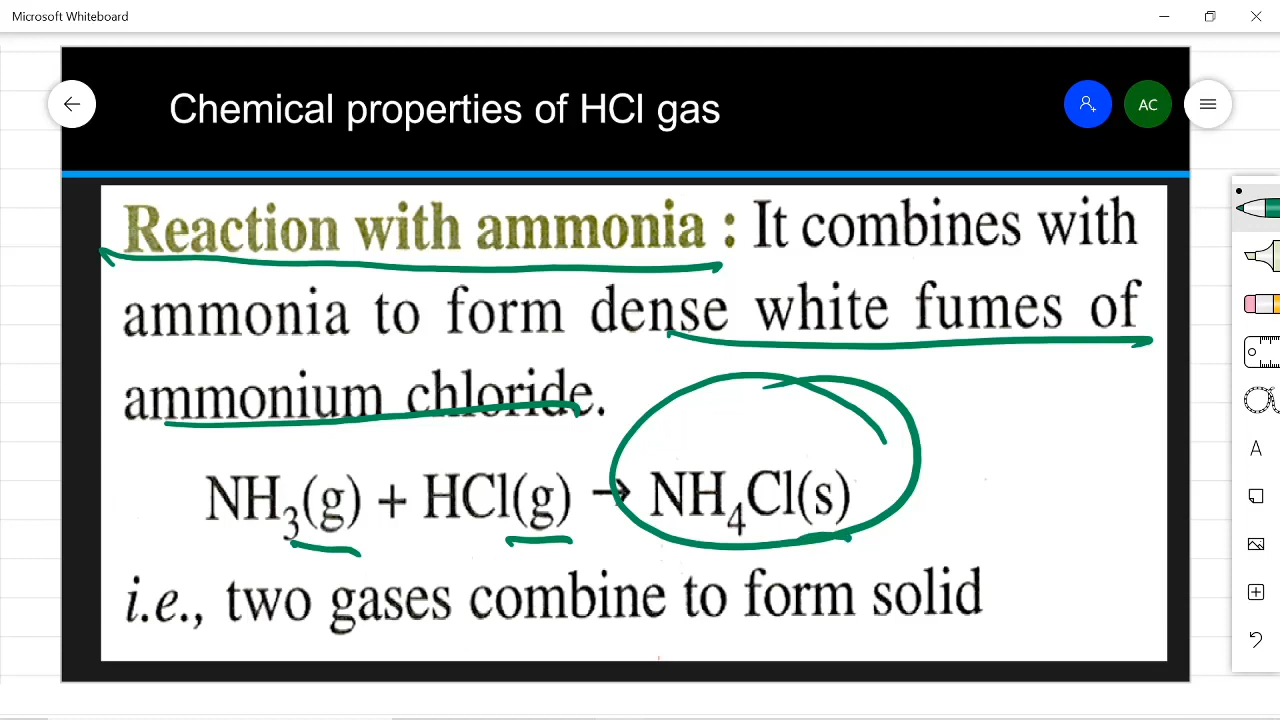 Microsoft Whiteboard
Chemical properties of HCl gas
AC
Reaction with ammonia : It combines with
ammonia to form dense white fumes of
ammonium chloride.
NH₃(g) + HCl(g) → NH₄Cl(s)
i.e., two gases combine to form solid
A